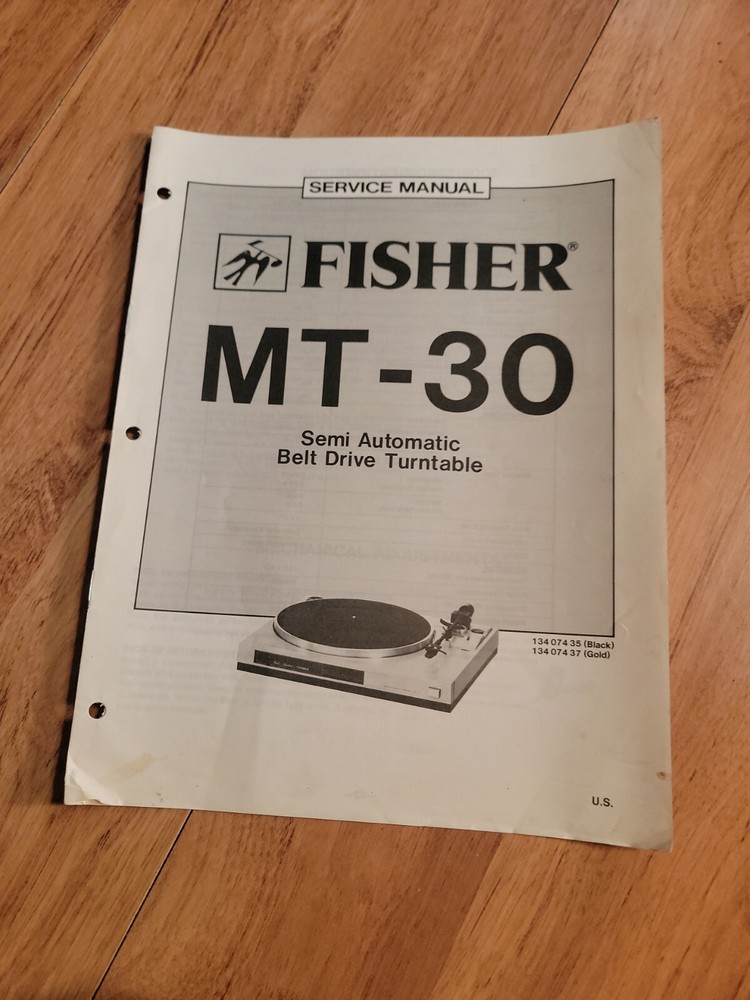 SERVICE MANUAL
FISHER®
MT-30
Semi Automatic
Belt Drive Turntable
134 074 35 (Black)
134 074 37 (Gold)
U.S.